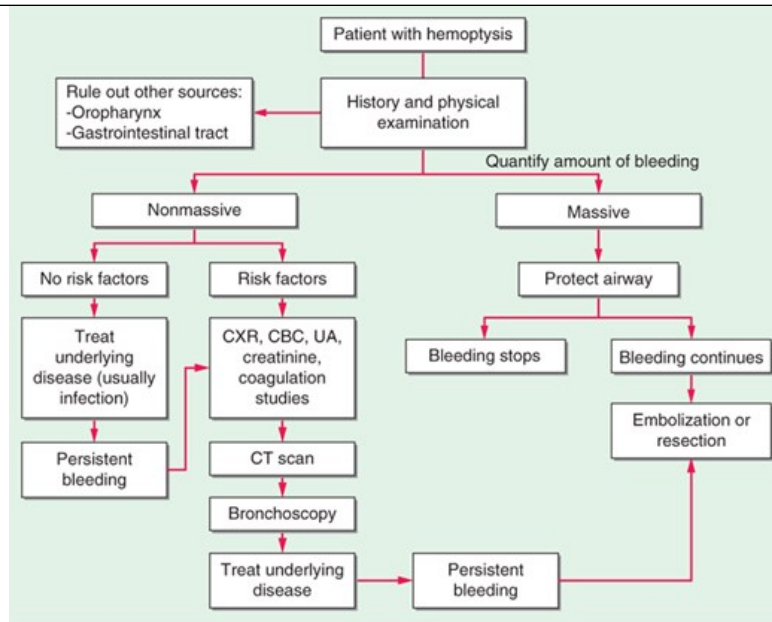 Patient with hemoptysis
Rule out other sources:
-Oropharynx
-Gastrointestinal tract
History and physical
examination
Quantify amount of bleeding
Nonmassive
Massive
No risk factors
Risk factors
Protect airway
Treat
underlying
disease (usually
infection)
CXR, CBC, UA,
creatinine,
coagulation
studies
Bleeding stops
Bleeding continues
Persistent
bleeding
CT scan
Embolization or
resection
Bronchoscopy
Treat underlying
disease
Persistent
bleeding